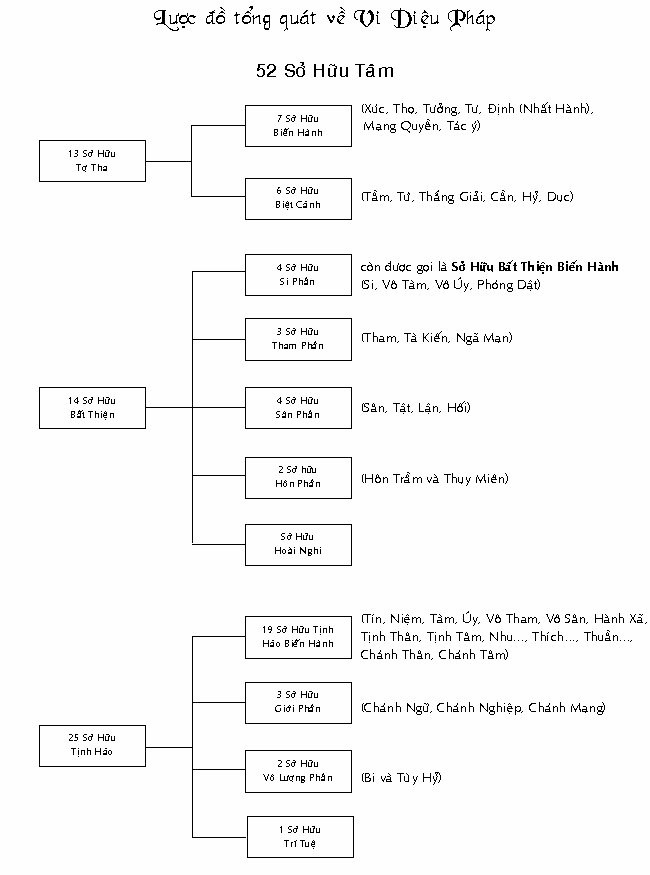 Lược đồ tổng quát về Vi Diệu Pháp
52 Sở Hữu Tâm
13 Sở Hữu
Tợ Tha
7 Sở Hữu
Biến Hành
(Xúc, Thọ, Tưởng, Tư, Định (Nhất Hành),
Mạng Quyền, Tác ý)
6 Sở Hữu
Biệt Cảnh
(Tầm, Tứ, Thắng Giải, Cần, Hỷ, Dục)
14 Sở Hữu
Bất Thiện
4 Sở Hữu
Si Phần
còn được gọi là Sở Hữu Bất Thiện Biến Hành
(Si, Vô Tàm, Vô Úy, Phóng Dật)
3 Sở Hữu
Tham Phần
(Tham, Tà Kiến, Ngã Mạn)
4 Sở Hữu
Sân Phần
(Sân, Tật, Lận, Hối)
2 Sở hữu
Hôn Phần
(Hôn Trầm và Thụy Miên)
Sở Hữu
Hoài Nghi
25 Sở Hữu
Tịnh Hảo
19 Sở Hữu Tịnh
Hảo Biến Hành
(Tín, Niệm, Tàm, Úy, Vô Tham, Vô Sân, Hành Xả,
Tịnh Thân, Tịnh Tâm, Nhu..., Thích..., Thuần...,
Chánh Thân, Chánh Tâm)
3 Sở Hữu
Giới Phần
(Chánh Ngữ, Chánh Nghiệp, Chánh Mạng)
2 Sở Hữu
Vô Lượng Phần
(Bi và Tùy Hỷ)
1 Sở Hữu
Trí Tuệ